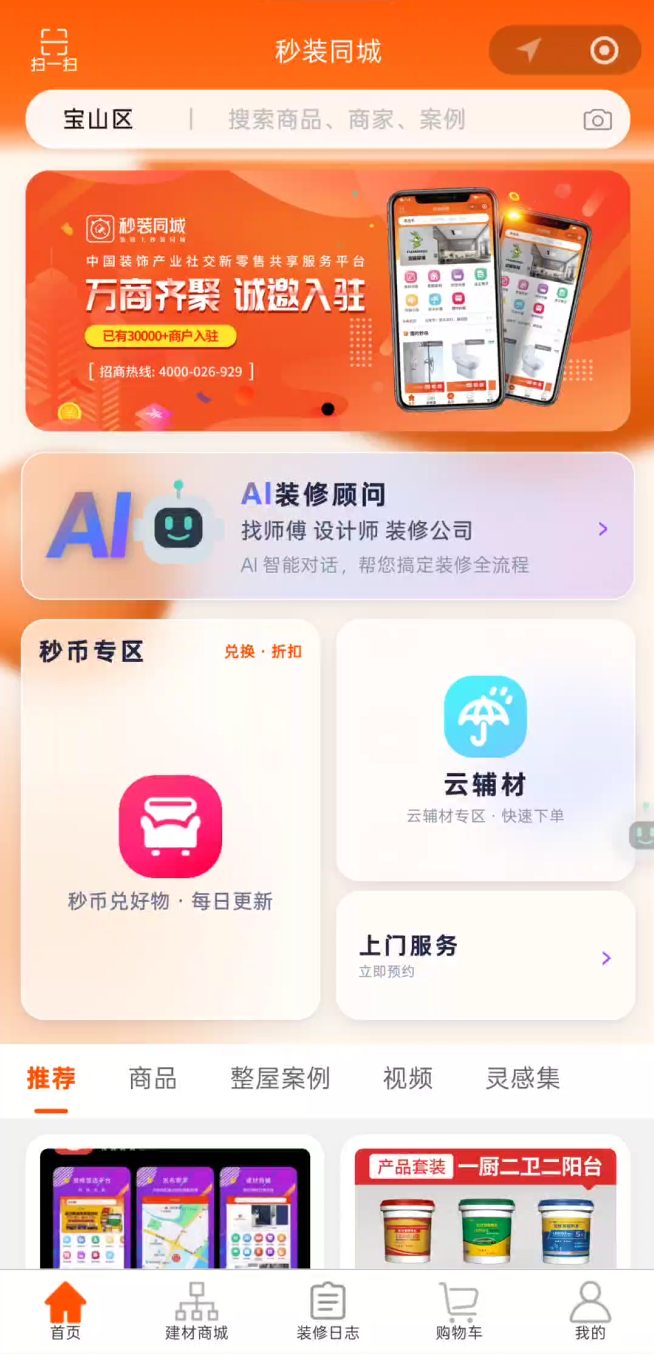 扫一扫
秒装同城
宝山区
搜索商品、商家、案例
秒装同城
中国装饰产业社交新零售共享服务平台
万商齐聚 诚邀入驻
已有30000+商户入驻
[ 招商热线: 4000-026-929 ]
AI
AI装修顾问
找师傅 设计师 装修公司
AI 智能对话，帮您搞定装修全流程
秒币专区
兑换 · 折扣
秒币兑好物 · 每日更新
云辅材
云辅材专区 · 快速下单
上门服务
立即预约
推荐
商品
整屋案例
视频
灵感集
产品套装
一厨二卫二阳台
首页
建材商城
装修日志
购物车
我的